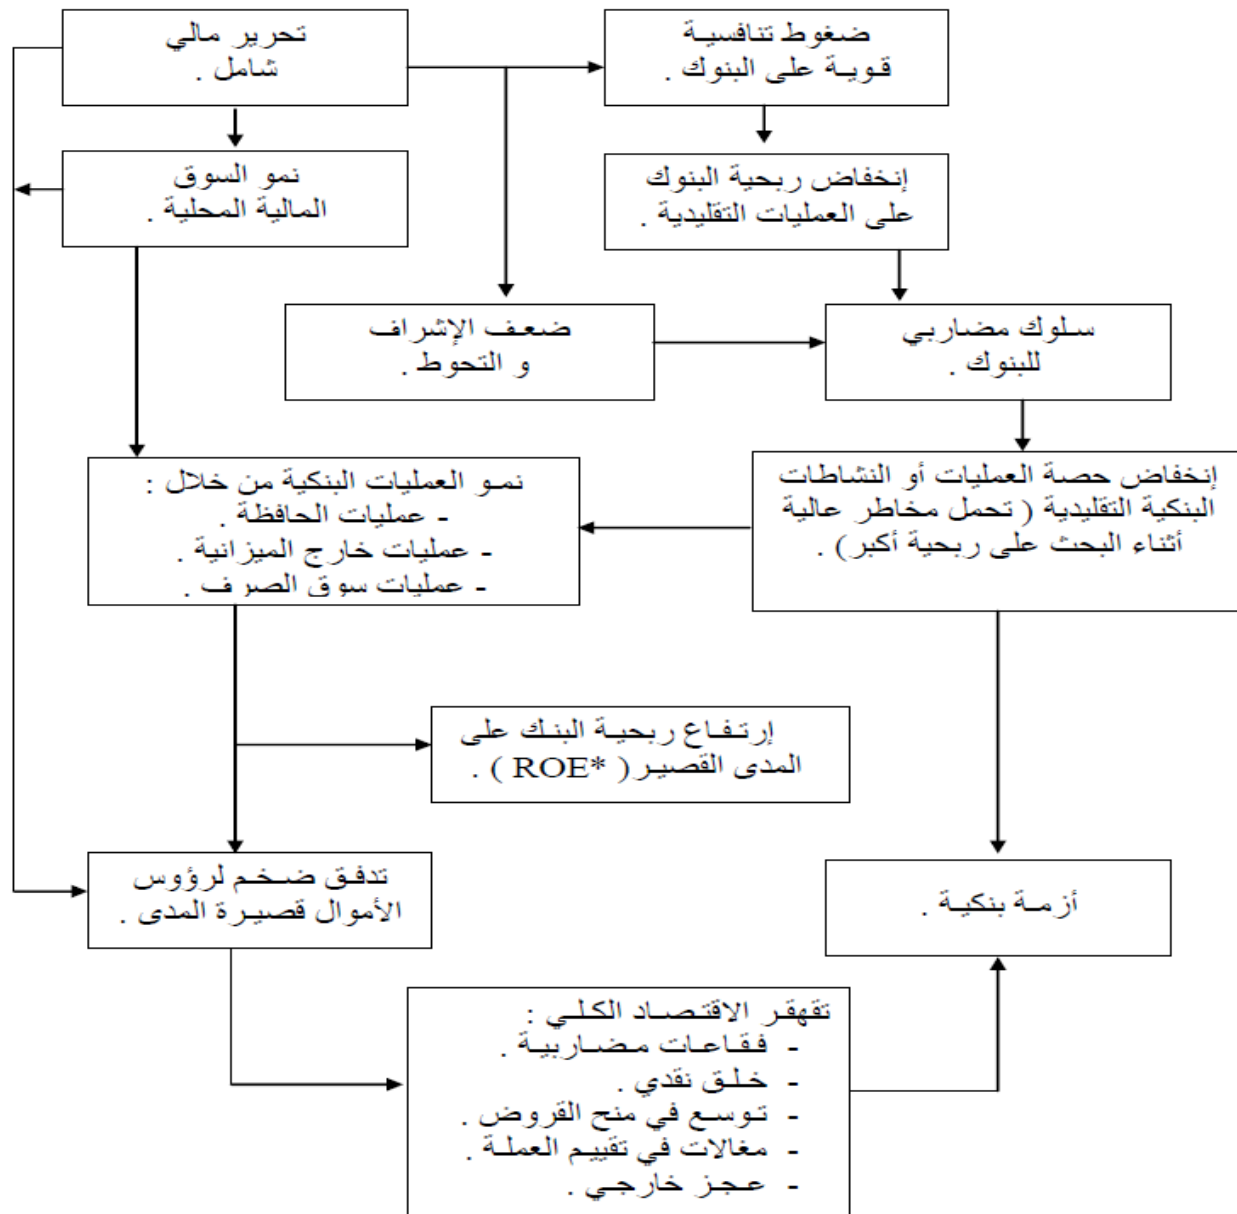 ضغوط تنافسية
قوية على البنوك .
تحرير مالي
شامل .
إنخفاض ربحية البنوك
على العمليات التقليدية .
نمو السوق
المالية المحلية .
سلوك مضاربي
للبنوك .
ضعف الإشراف
و التحوط .
إنخفاض حصة العمليات أو النشاطات
البنكية التقليدية ( تحمل مخاطر عالية
أثناء البحث على ربحية أكبر) .
نمو العمليات البنكية من خلال :
- عمليات الحافظة .
- عمليات خارج الميزانية .
- عمليات سوق الصرف .
إرتفاع ربحية البنك على
المدى القصير( ROE* ) .
تدفق ضخم لرؤوس
الأموال قصيرة المدى .
أزمة بنكية .
تقهقر الاقتصاد الكلي :
- فقاعات مضاربية .
- خلق نقدي .
- توسع في منح القروض .
- مغالات في تقييم العملة .
- عجز خارجي .